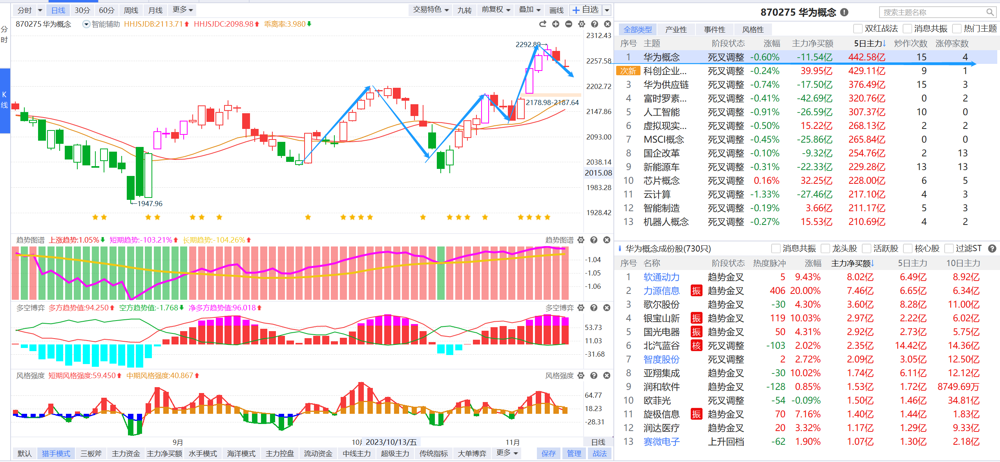 分时 日线 30分 60分 周线 月线 更多 交易特色 九转 前复权 叠加 画线 自选
870275 华为概念 智能辅助 HHJSJDB:2113.71 HHJSJDC:2098.98 乖离率:3.980
分时
K线
2312.43
2257.58
2202.72
2147.86
2093.00
2038.14
2015.08
1983.28
1928.42
2292.89→
2178.98-2187.64
←1947.96
趋势图谱 上涨趋势:1.05% 短期趋势:-103.21% 长期趋势:-104.26% 趋势图谱
-1.04
-1.05
-1.06
多空博弈 多方趋势值:94.250 空方趋势值:-1.768 净多方趋势值:96.018 多空博弈
53.73
11.03
-31.68
风格强度 短期风格强度:59.450 中期风格强度:40.867 风格强度
64.77
18.23
-28.31
9月 10月 2023/10/13/五 11月 日线
默认 猎手模式 三板斧 主力资金 主力净买额 水手模式 海洋模式 主力控盘 流动资金 中线主力 超级主力 传统指标 大单博弈 更多 保存 管理 战法
870275 华为概念 搜索主题名称
全部类型 产业性 事件性 风格性 双红战法 消息共振 热门主题
序号 主题 阶段状态 涨幅 主力净买额 5日主力↓ 炒作次数 涨停家数
1 华为概念 死叉调整 -0.60% -11.54亿 442.58亿 15 4
次新 科创企业... 死叉调整 -0.24% 39.95亿 429.11亿 9 1
3 华为供应链 死叉调整 -0.74% -17.50亿 376.49亿 15 3
4 富时罗素... 死叉调整 -0.41% -42.69亿 320.76亿 0 2
5 人工智能 死叉调整 -0.91% -26.59亿 307.37亿 10 0
6 虚拟现实... 死叉调整 -0.50% 15.22亿 268.13亿 2 2
7 MSCI概念 死叉调整 -0.45% -25.86亿 265.84亿 0 0
8 国企改革 死叉调整 -0.10% -9.32亿 254.76亿 2 13
9 新能源车 死叉调整 -0.31% -22.33亿 229.28亿 13 13
10 芯片概念 死叉调整 0.16% 32.25亿 228.00亿 6 5
11 云计算 死叉调整 -1.33% -27.46亿 217.10亿 4 3
12 智能制造 死叉调整 -0.19% 3.66亿 211.17亿 5 3
13 机器人概念 死叉调整 -0.27% 15.53亿 210.69亿 4 2
华为概念成份股(730只) 消息共振 龙头股 活跃股 核心股 过滤ST
序号 名称 阶段状态 热度脉冲 涨幅 主力净买额↓ 5日主力 10日主力
1 软通动力 趋势金叉 5 9.43% 8.02亿 6.49亿 8.92亿
2 力源信息 振 趋势金叉 406 20.00% 7.46亿 6.65亿 6.34亿
3 歌尔股份 趋势金叉 -30 4.30% 3.60亿 8.28亿 11.00亿
4 银宝山新 振 趋势金叉 119 10.03% 2.97亿 2.22亿 6.02亿
5 国光电器 振 趋势金叉 50 4.31% 2.92亿 2.73亿 5.75亿
6 北汽蓝谷 核 死叉调整 -103 2.02% 2.35亿 14.42亿 14.36亿
7 智度股份 死叉调整 2 2.72% 2.09亿 3.05亿 12.50亿
8 亚翔集成 趋势金叉 -30 10.02% 1.74亿 6.11亿 12.12亿
9 润和软件 趋势金叉 -128 0.85% 1.53亿 1.72亿 8749.69万
10 欧菲光 死叉调整 -54 -0.09% 1.50亿 1.46亿 34.81亿
11 旋极信息 振 趋势金叉 70 7.16% 1.40亿 1.44亿 1.83亿
12 润达医疗 趋势金叉 20 3.32% 1.17亿 1.29亿 9.33亿
13 赛微电子 上升回档 -62 1.90% 1.07亿 1.30亿 2.18亿